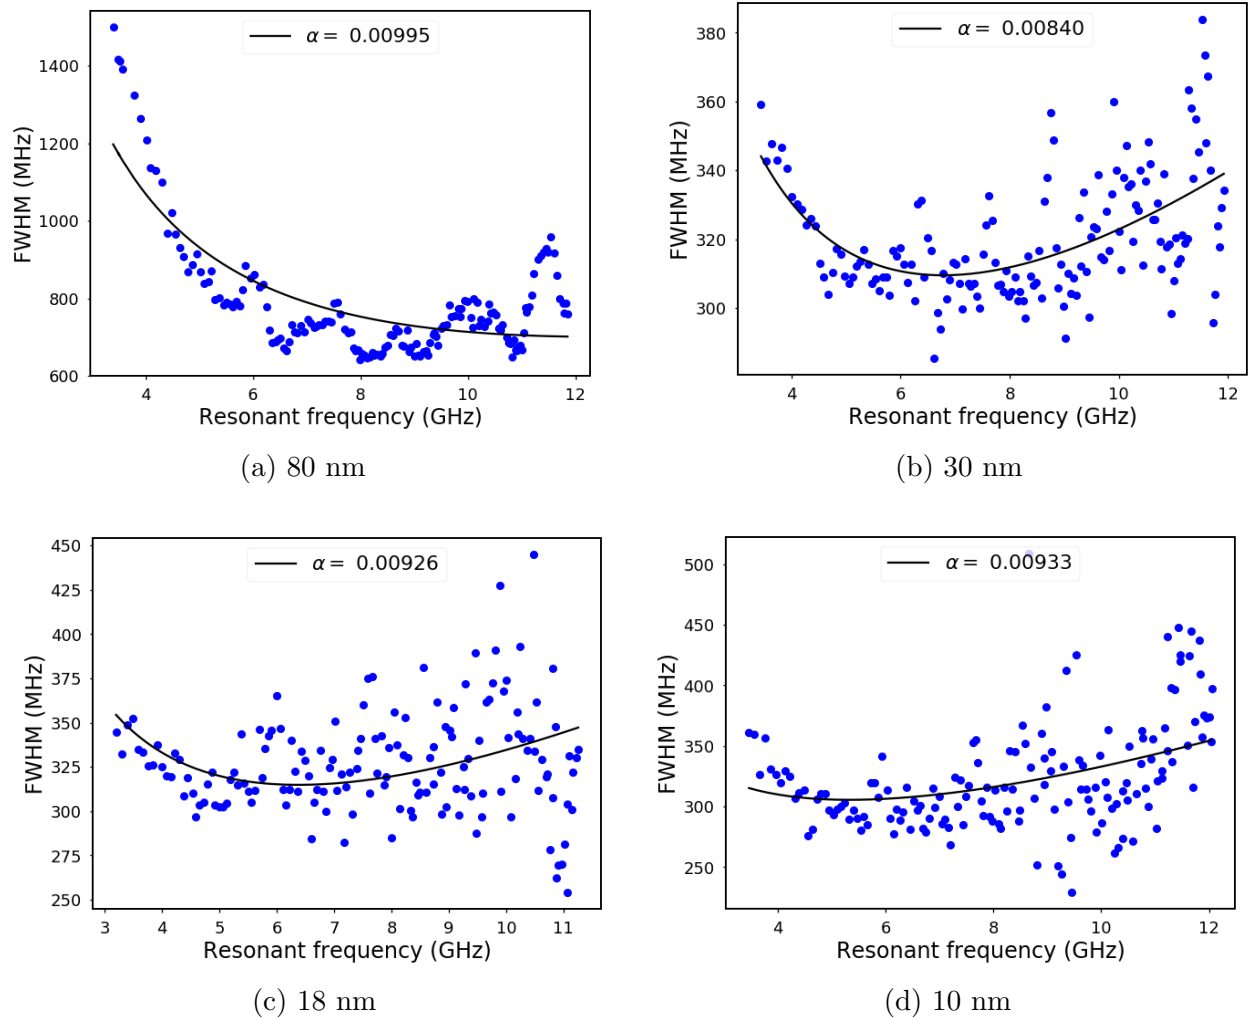 α = 0.00995
FWHM (MHz)
1400
1200
1000
800
600
4 6 8 10 12
Resonant frequency (GHz)
(a) 80 nm
α = 0.00840
FWHM (MHz)
380
360
340
320
300
4 6 8 10 12
Resonant frequency (GHz)
(b) 30 nm
α = 0.00926
FWHM (MHz)
450
425
400
375
350
325
300
275
250
3 4 5 6 7 8 9 10 11
Resonant frequency (GHz)
(c) 18 nm
α = 0.00933
FWHM (MHz)
500
450
400
350
300
250
4 6 8 10 12
Resonant frequency (GHz)
(d) 10 nm